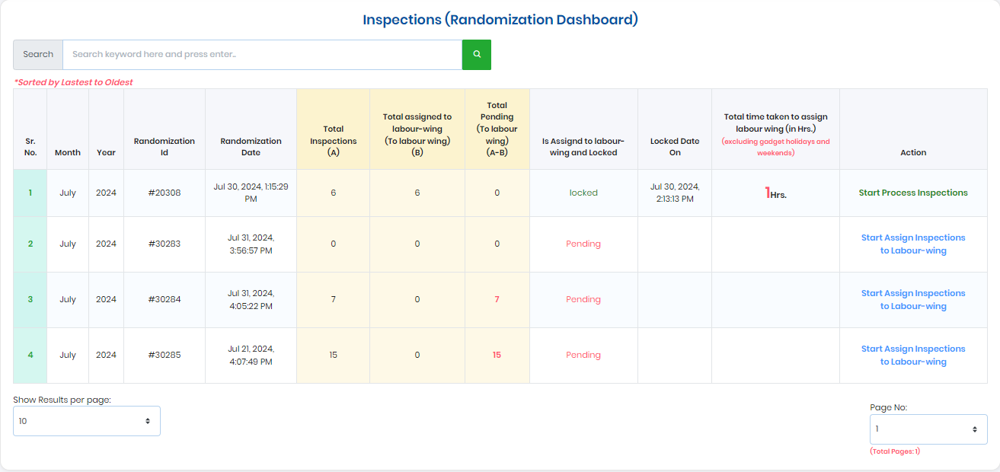 Inspections (Randomization Dashboard)
Search
Search keyword here and press enter..
*Sorted by Lastest to Oldest
Sr.
No.
Month
Year
Randomization
Id
Randomization
Date
Total
Inspections
(A)
Total assigned to
labour-wing
(To labour wing)
(B)
Total
Pending
(To labour
wing)
(A-B)
Is Assignd to labour-
wing and Locked
Locked Date
On
Total time taken to assign
labour wing (in Hrs.)
(excluding gadget holidays and
weekends)
Action
1
July
2024
#20308
Jul 30, 2024, 1:15:29
PM
6
6
0
locked
Jul 30, 2024,
2:13:13 PM
1Hrs.
Start Process Inspections
2
July
2024
#30283
Jul 31, 2024,
3:56:57 PM
0
0
0
Pending
Start Assign Inspections
to Labour-wing
3
July
2024
#30284
Jul 31, 2024,
4:05:22 PM
7
0
7
Pending
Start Assign Inspections
to Labour-wing
4
July
2024
#30285
Jul 21, 2024,
4:07:49 PM
15
0
15
Pending
Start Assign Inspections
to Labour-wing
Show Results per page:
10
Page No:
1
(Total Pages: 1)